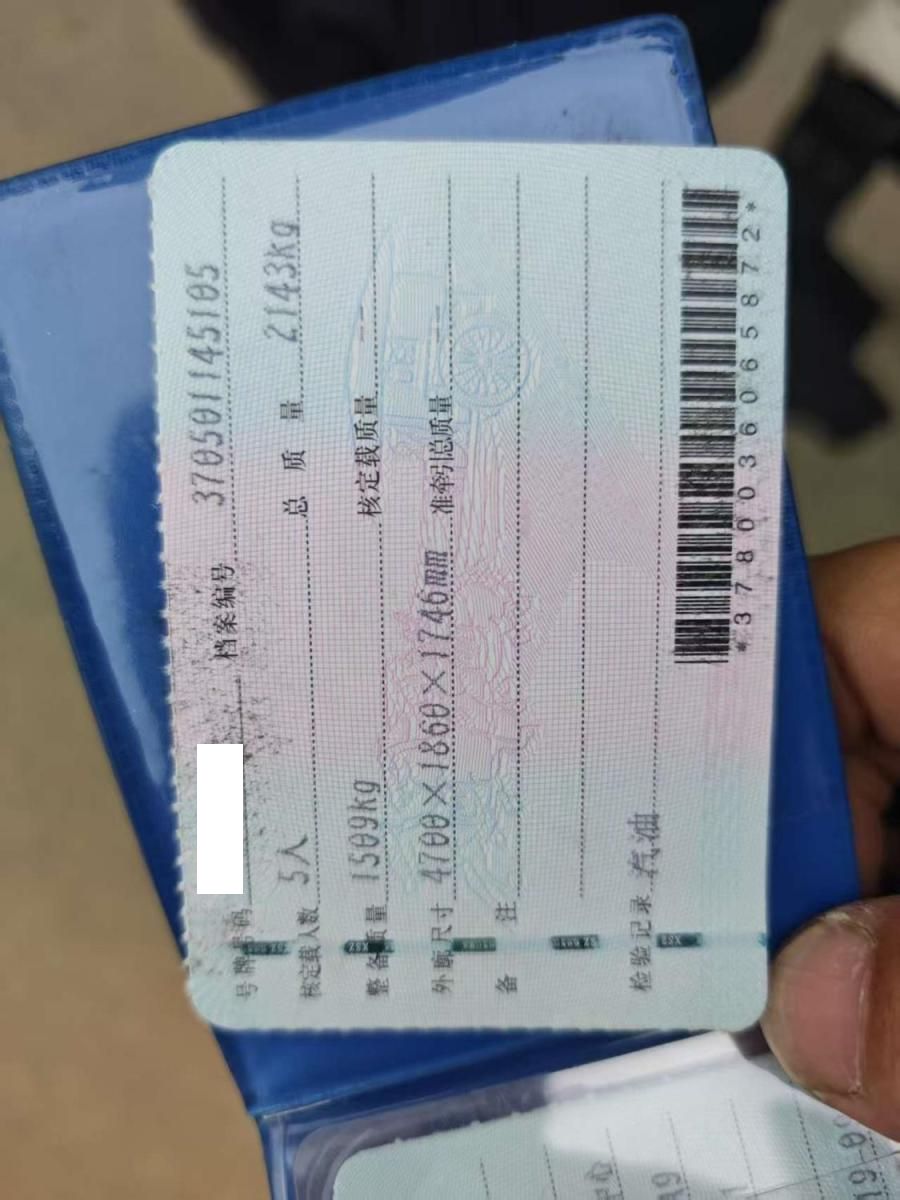 号牌号码 档案编号 370501145105
核定载人数 5人 总质量 2143kg
整备质量 1509kg 核定载质量
外廓尺寸 4700×1860×1746mm 准牵引总质量
备注
检验记录 汽油
*3780036065872*